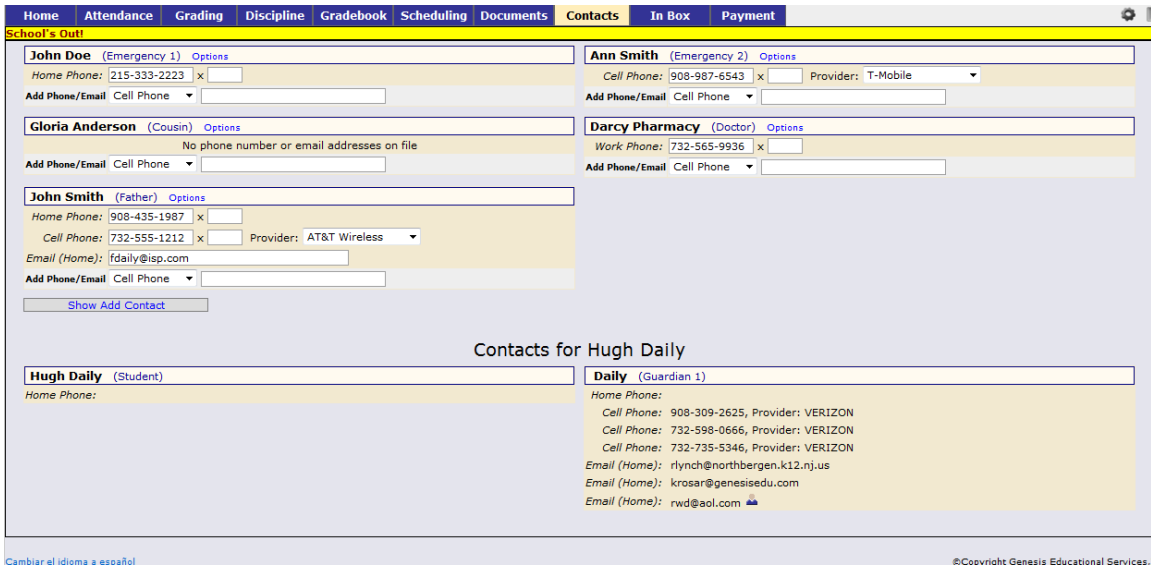 Home Attendance Grading Discipline Gradebook Scheduling Documents Contacts In Box Payment
School's Out!
John Doe (Emergency 1) Options
Home Phone: 215-333-2223 x
Add Phone/Email Cell Phone
Ann Smith (Emergency 2) Options
Cell Phone: 908-987-6543 x Provider: T-Mobile
Add Phone/Email Cell Phone
Gloria Anderson (Cousin) Options
No phone number or email addresses on file
Add Phone/Email Cell Phone
Darcy Pharmacy (Doctor) Options
Work Phone: 732-565-9936 x
Add Phone/Email Cell Phone
John Smith (Father) Options
Home Phone: 908-435-1987 x
Cell Phone: 732-555-1212 x Provider: AT&T Wireless
Email (Home): fdaily@isp.com
Add Phone/Email Cell Phone
Show Add Contact
Contacts for Hugh Daily
Hugh Daily (Student)
Home Phone:
Daily (Guardian 1)
Home Phone:
Cell Phone: 908-309-2625, Provider: VERIZON
Cell Phone: 732-598-0666, Provider: VERIZON
Cell Phone: 732-735-5346, Provider: VERIZON
Email (Home): rlynch@northbergen.k12.nj.us
Email (Home): krosar@genesisedu.com
Email (Home): rwd@aol.com
Cambiar el idioma a español
©Copyright Genesis Educational Services.